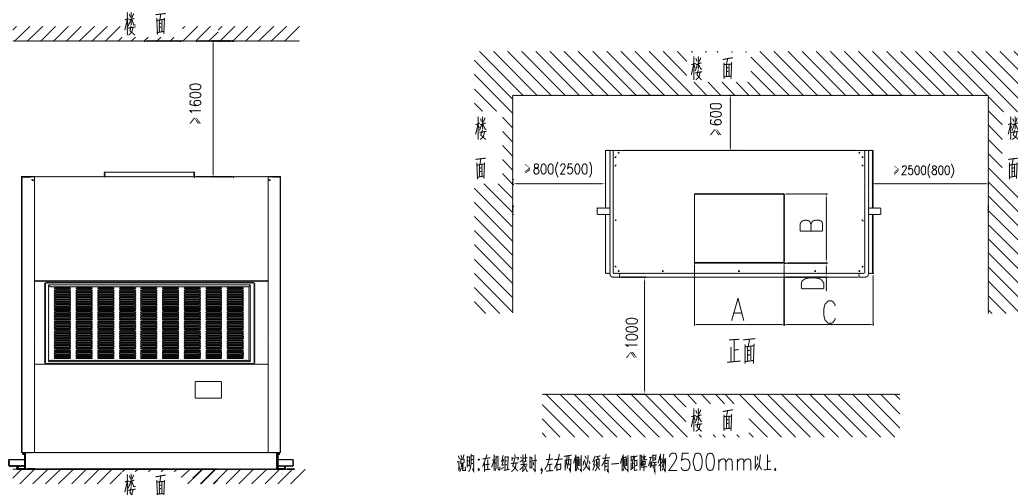 楼 面
≥1600
楼 面
楼 面
≥600
楼 面
楼 面
≥800(2500)
≥2500(800)
B
D
A
C
≥1000
正面
楼 面
说明:在机组安装时,左右两侧必须有一侧距障碍物2500mm以上.